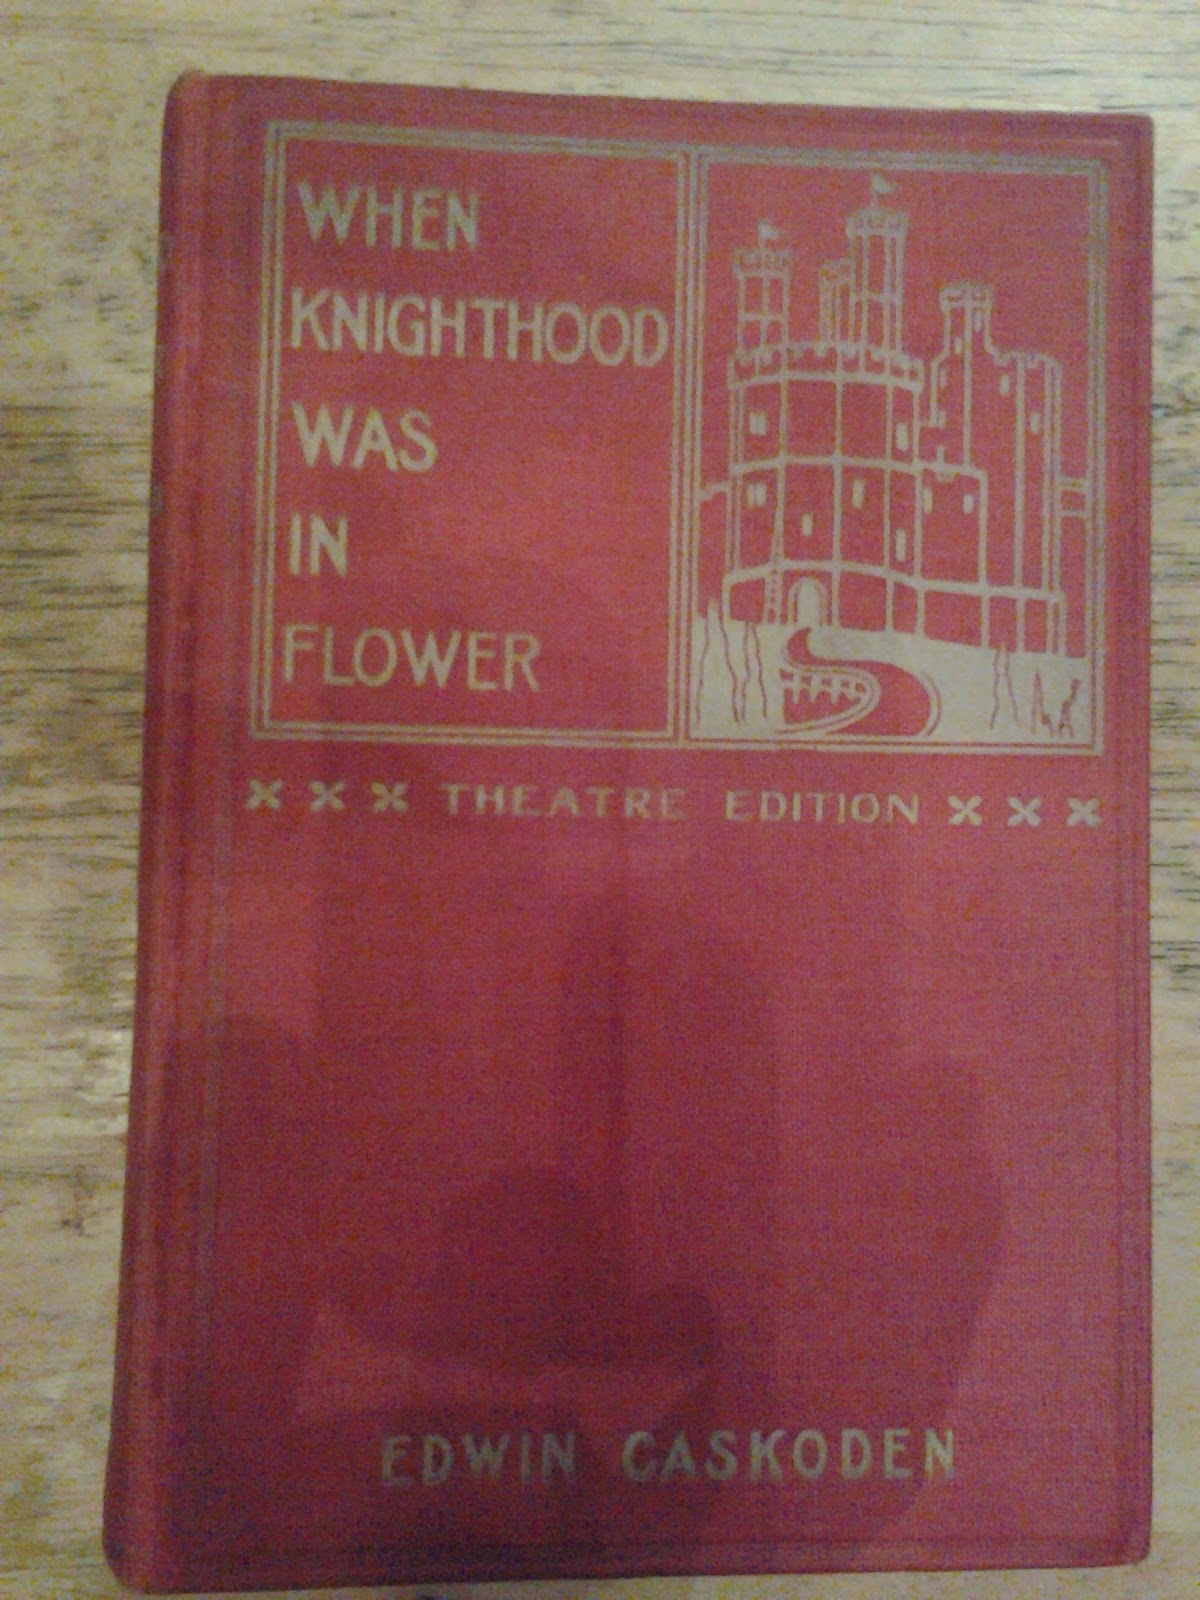 WHEN
KNIGHTHOOD
WAS
IN
FLOWER
THEATRE EDITION
EDWIN CASKODEN